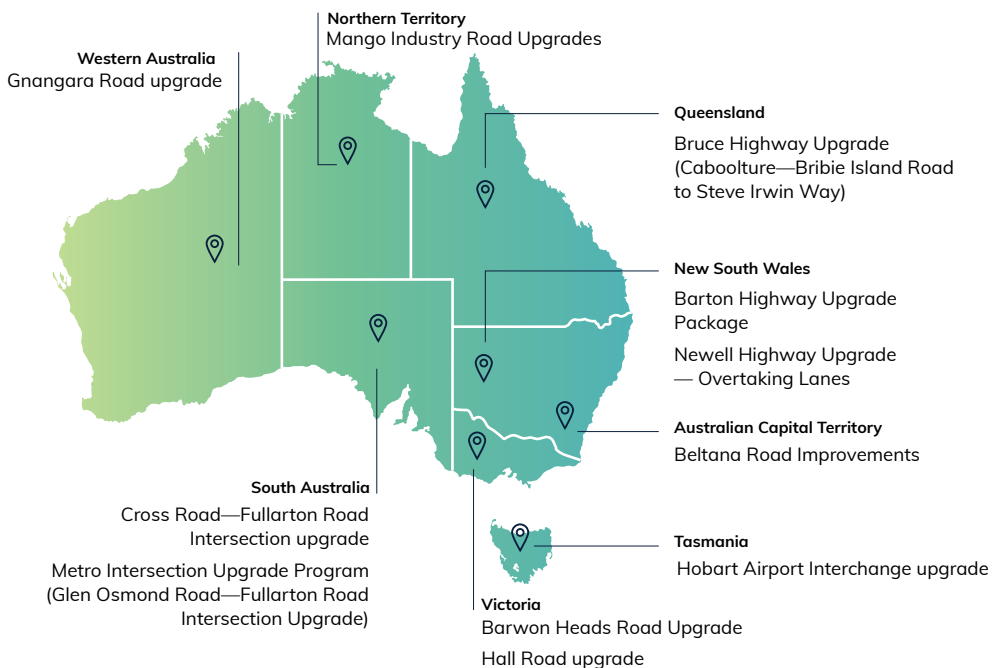 Northern Territory
Mango Industry Road Upgrades
Western Australia
Gnangara Road upgrade
Queensland
Bruce Highway Upgrade
(Caboolture—Bribie Island Road
to Steve Irwin Way)
New South Wales
Barton Highway Upgrade
Package
Newell Highway Upgrade
— Overtaking Lanes
Australian Capital Territory
Beltana Road Improvements
South Australia
Cross Road—Fullarton Road
Intersection upgrade
Metro Intersection Upgrade Program
(Glen Osmond Road—Fullarton Road
Intersection Upgrade)
Tasmania
Hobart Airport Interchange upgrade
Victoria
Barwon Heads Road Upgrade
Hall Road upgrade